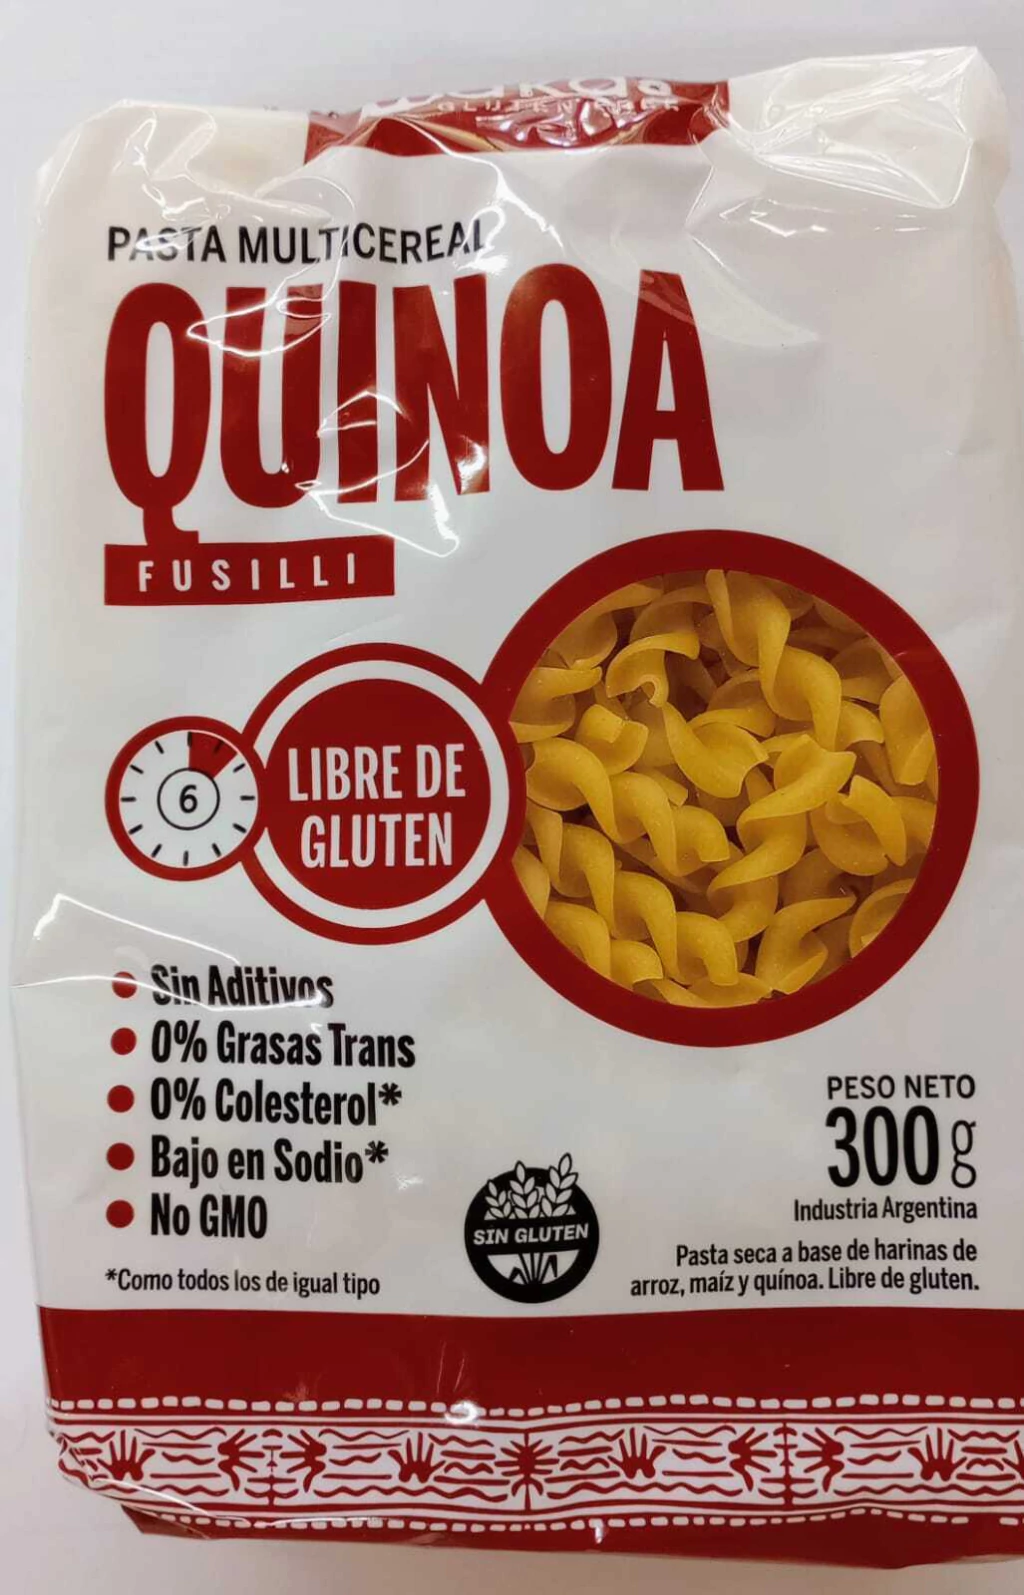 GLUTEN FREE
PASTA MULTICEREAL
QUINOA
FUSILLI
6
LIBRE DE
GLUTEN
Sin Aditivos
0% Grasas Trans
0% Colesterol*
Bajo en Sodio*
No GMO
*Como todos los de igual tipo
SIN GLUTEN
PESO NETO
300g
Industria Argentina
Pasta seca a base de harinas de
arroz, maíz y quínoa. Libre de gluten.